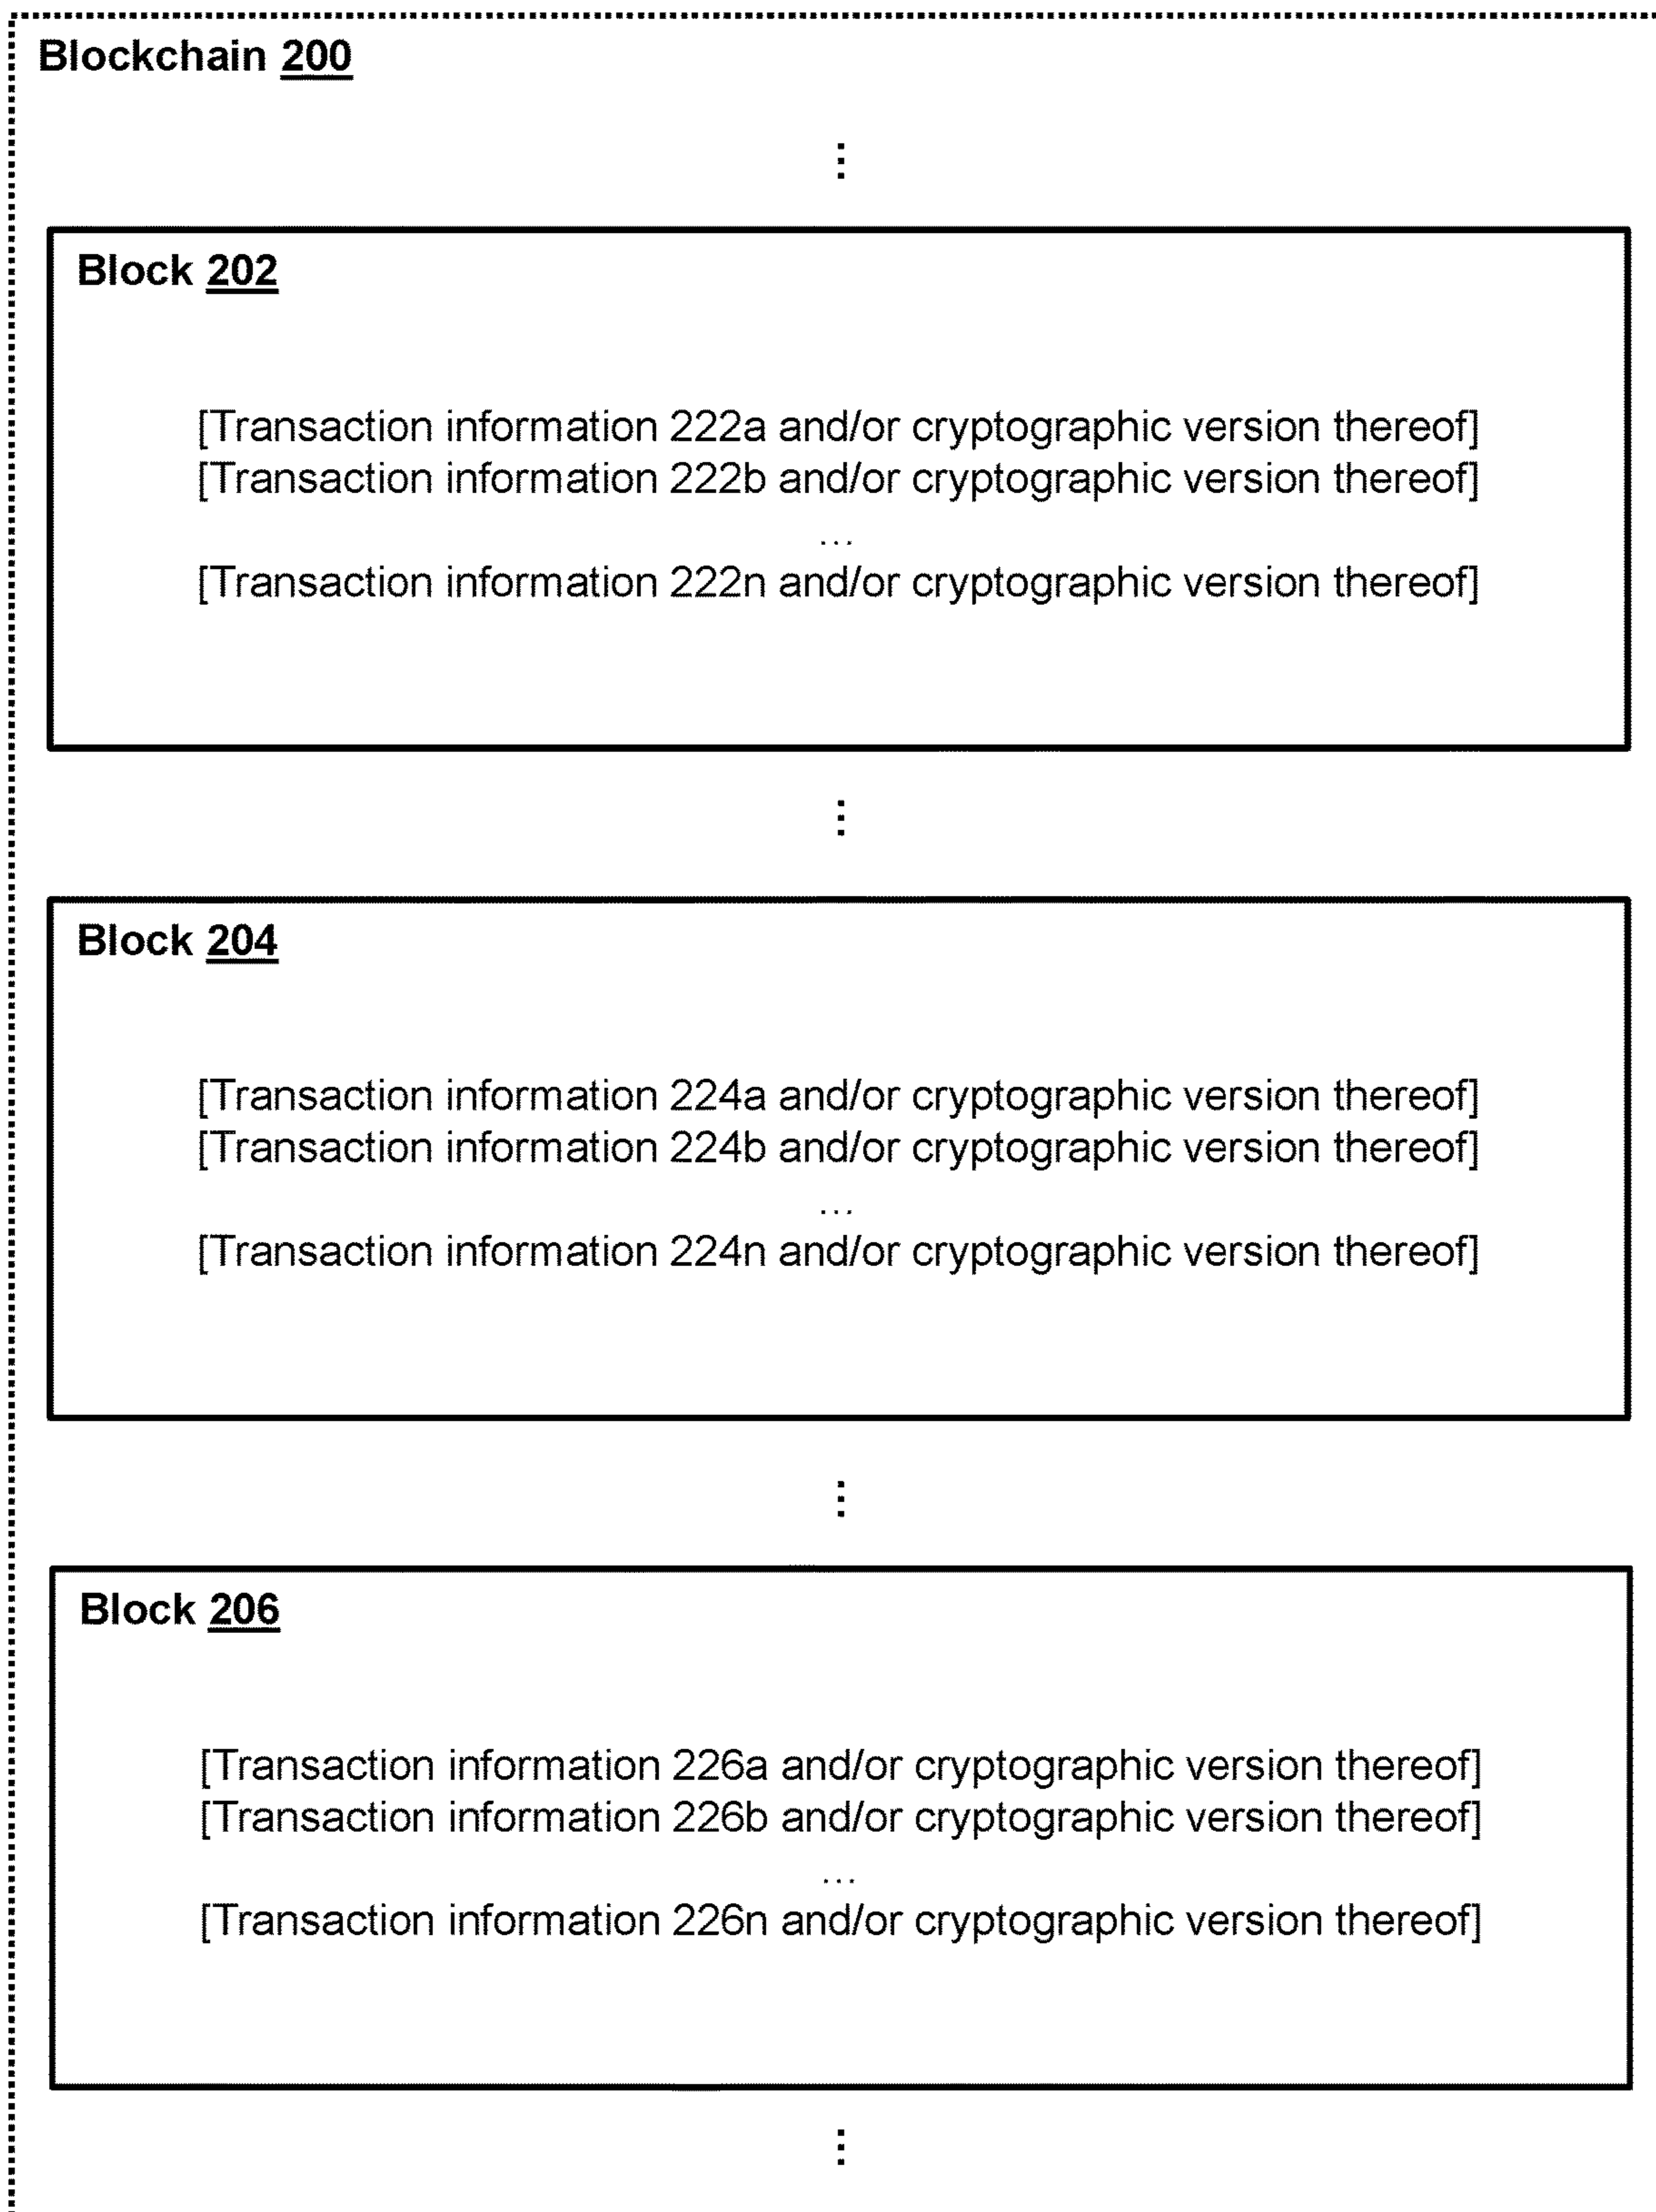 Blockchain 200
⋮
Block 202
[Transaction information 222a and/or cryptographic version thereof]
[Transaction information 222b and/or cryptographic version thereof]
...
[Transaction information 222n and/or cryptographic version thereof]
⋮
Block 204
[Transaction information 224a and/or cryptographic version thereof]
[Transaction information 224b and/or cryptographic version thereof]
...
[Transaction information 224n and/or cryptographic version thereof]
⋮
Block 206
[Transaction information 226a and/or cryptographic version thereof]
[Transaction information 226b and/or cryptographic version thereof]
...
[Transaction information 226n and/or cryptographic version thereof]
⋮